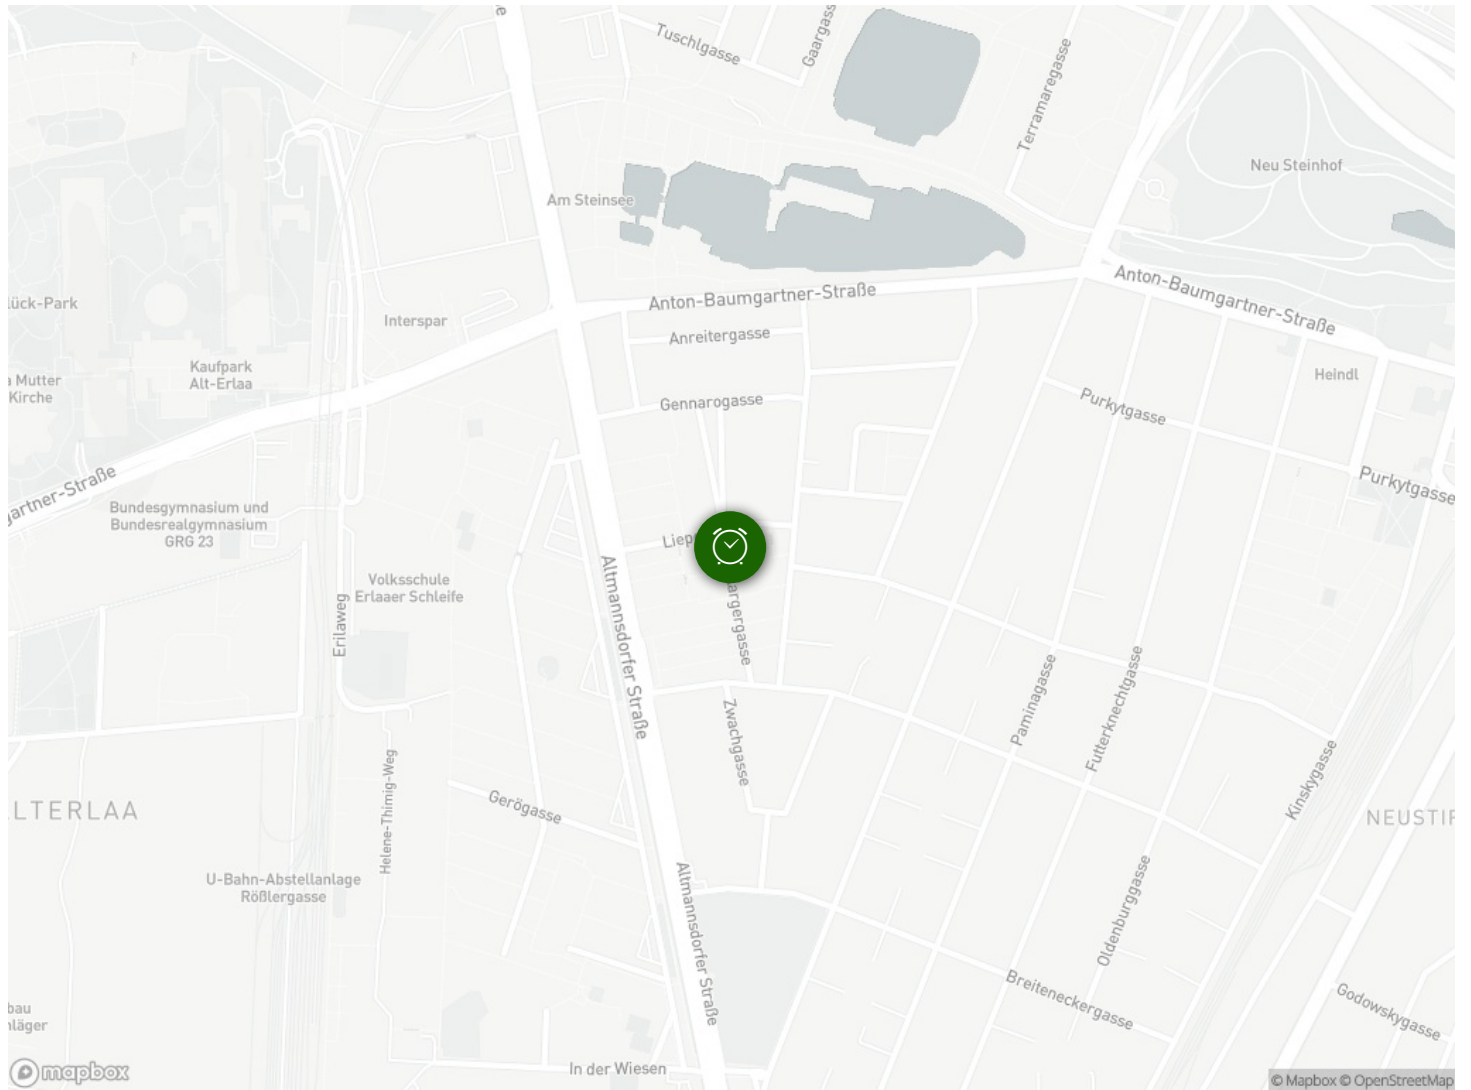 e
Tuschlgasse
Gaargass
Terramaregasse
Neu Steinhof
Am Steinsee
Anton-Baumgartner-Straße
Anton-Baumgartner-Straße
lück-Park
Interspar
Anreitergasse
Kaufpark
Alt-Erlaa
a Mutter
Kirche
Heindl
Gennarogasse
Purkytgasse
Purkytgasse
gartner-Straße
Bundesgymnasium und
Bundesrealgymnasium
GRG 23
Liep
Volksschule
Erlaaer Schleife
Erilaweg
Altmannsdorfer Straße
argergasse
Paminagasse
Futterknechtgasse
Zwachgasse
Kinskygasse
Helene-Thimig-Weg
Gerögasse
LTERLAA
NEUSTIF
U-Bahn-Abstellanlage
Rößlergasse
Altmannsdorfer Straße
Oldenburggasse
Breiteneckergasse
Godowskygasse
bau
läger
In der Wiesen
mapbox
© Mapbox © OpenStreetMap